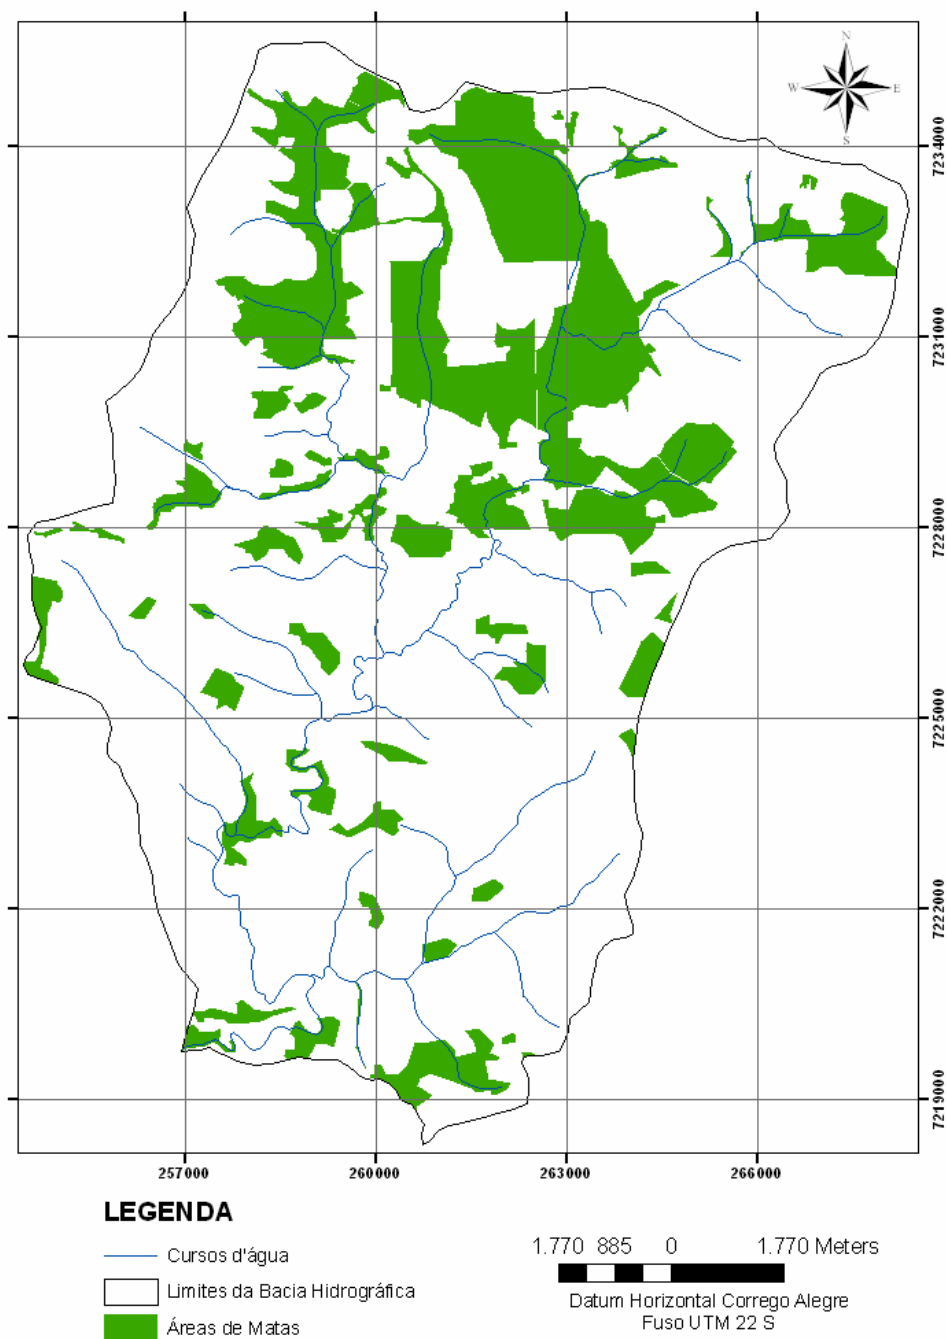 N
W E
S
7234000
7231000
7228000
7225000
7222000
7219000
257000 260000 263000 266000
LEGENDA
Cursos d'água
Limites da Bacia Hidrográfica
Áreas de Matas
1.770 885 0 1.770 Meters
Datum Horizontal Corrego Alegre
Fuso UTM 22 S